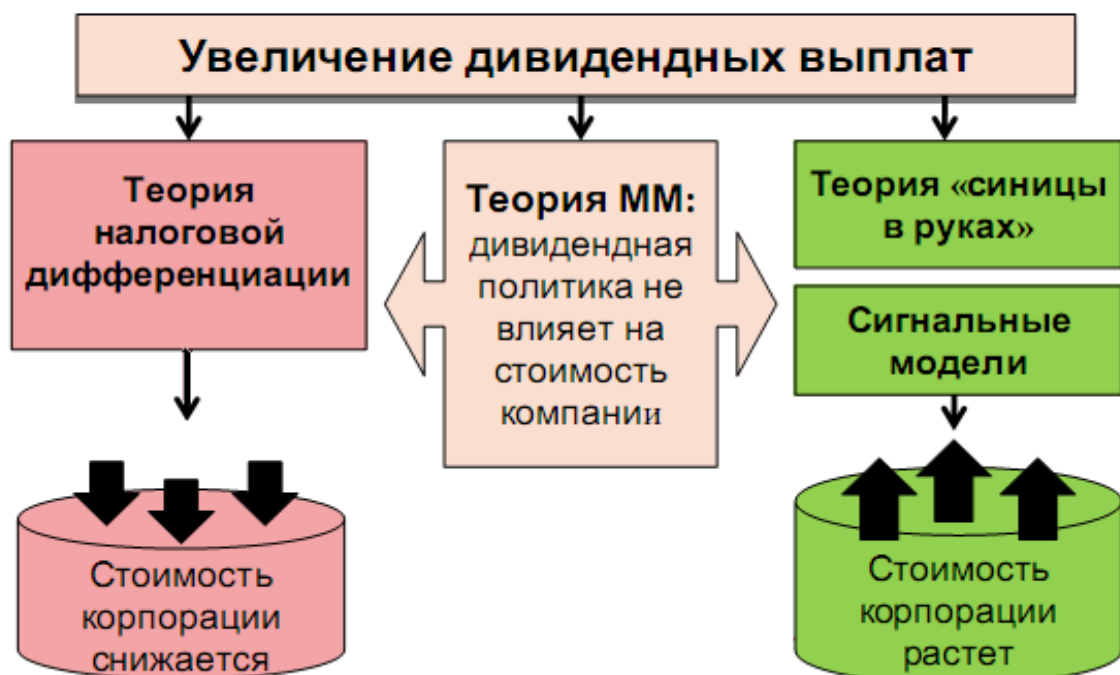 Увеличение дивидендных выплат
Теория
налоговой
дифференциации
Теория ММ:
дивидендная
политика не
влияет на
стоимость
компании
Теория «синицы
в руках»
Сигнальные
модели
Стоимость
корпорации
снижается
Стоимость
корпорации
растет